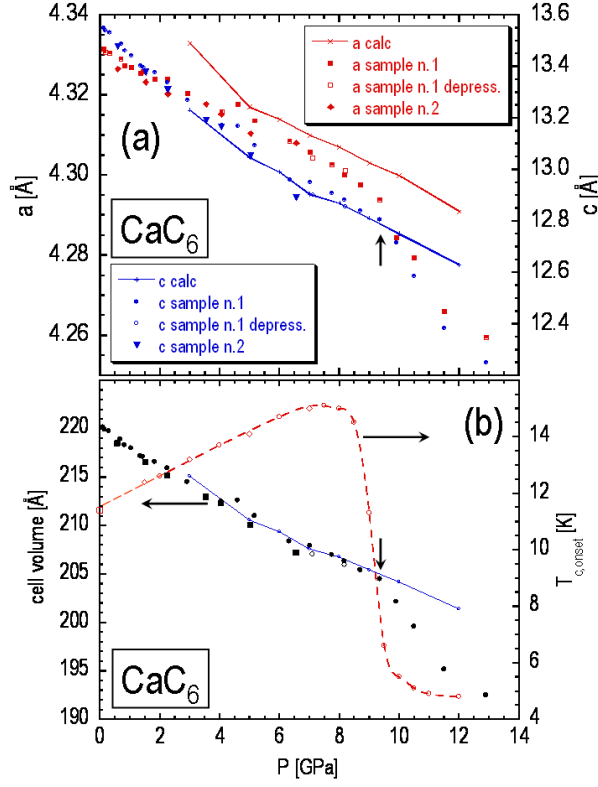 4.34
4.32
4.30
4.28
4.26
a [Å]
13.6
13.4
13.2
13.0
12.8
12.6
12.4
c [Å]
a calc
a sample n.1
a sample n.1 depress.
a sample n.2
(a)
CaC6
c calc
c sample n.1
c sample n.1 depress.
c sample n.2
(b)
220
215
210
205
200
195
190
cell volume [Å]
14
12
10
8
6
4
Tc,onset [K]
CaC6
0 2 4 6 8 10 12 14
P [GPa]